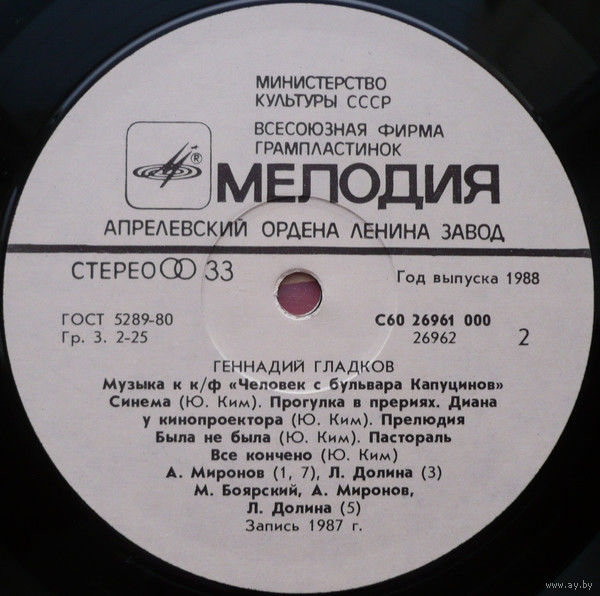 МИНИСТЕРСТВО
КУЛЬТУРЫ СССР
ВСЕСОЮЗНАЯ ФИРМА
ГРАМПЛАСТИНОК
®
МЕЛОДИЯ
АПРЕЛЕВСКИЙ ОРДЕНА ЛЕНИНА ЗАВОД
СТЕРЕО 33
Год выпуска 1988
ГОСТ 5289-80
Гр. 3. 2-25
С60 26961 000
26962
2
ГЕННАДИЙ ГЛАДКОВ
Музыка к к/ф «Человек с бульвара Капуцинов»
Синема (Ю. Ким). Прогулка в прериях. Диана
у кинопроектора (Ю. Ким). Прелюдия
Была не была (Ю. Ким). Пастораль
Все кончено (Ю. Ким)
А. Миронов (1, 7), Л. Долина (3)
М. Боярский, А. Миронов,
Л. Долина (5)
Запись 1987 г.
www.ay.by